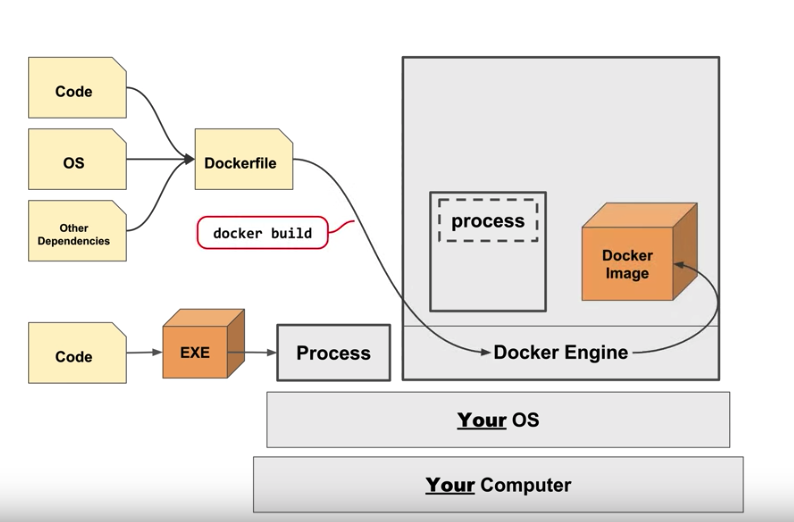 Code
OS
Other
Dependencies
Dockerfile
docker build
process
Docker
Image
Docker Engine
Code
EXE
Process
Your OS
Your Computer